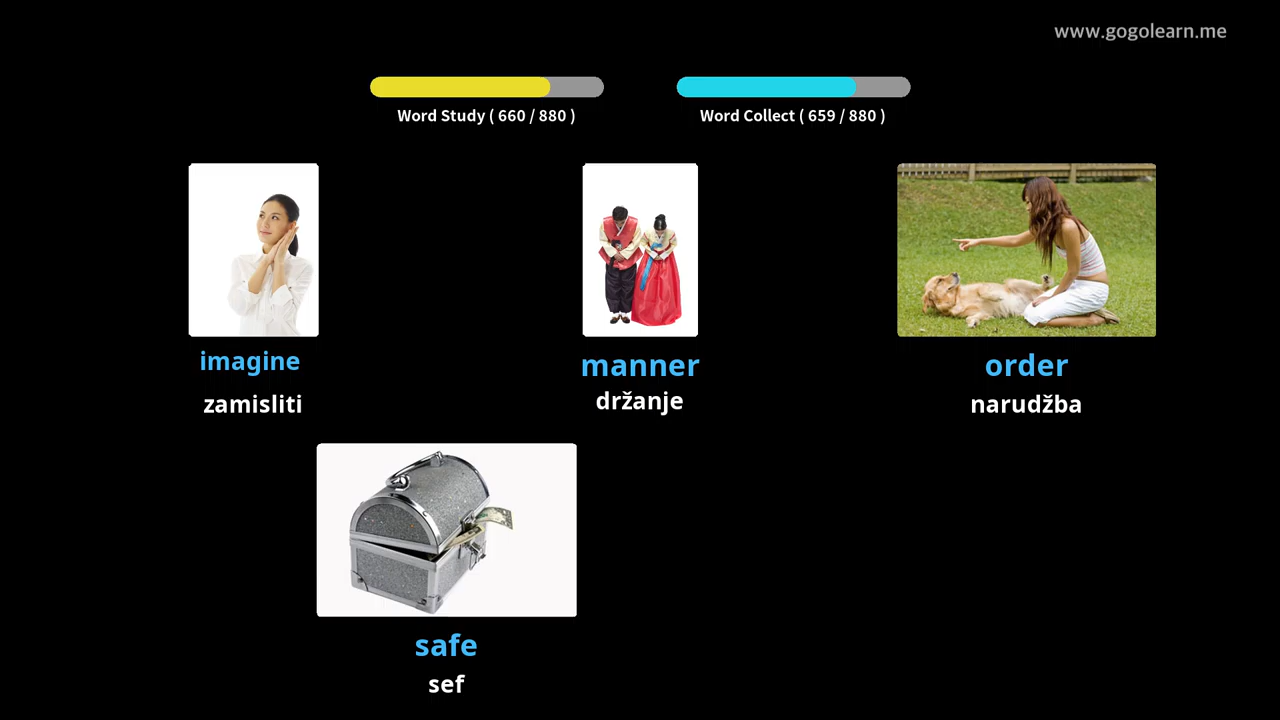 www.gogolearn.me
Word Study ( 660 / 880 )
Word Collect ( 659 / 880 )
imagine
zamisliti
manner
držanje
order
narudžba
safe
sef